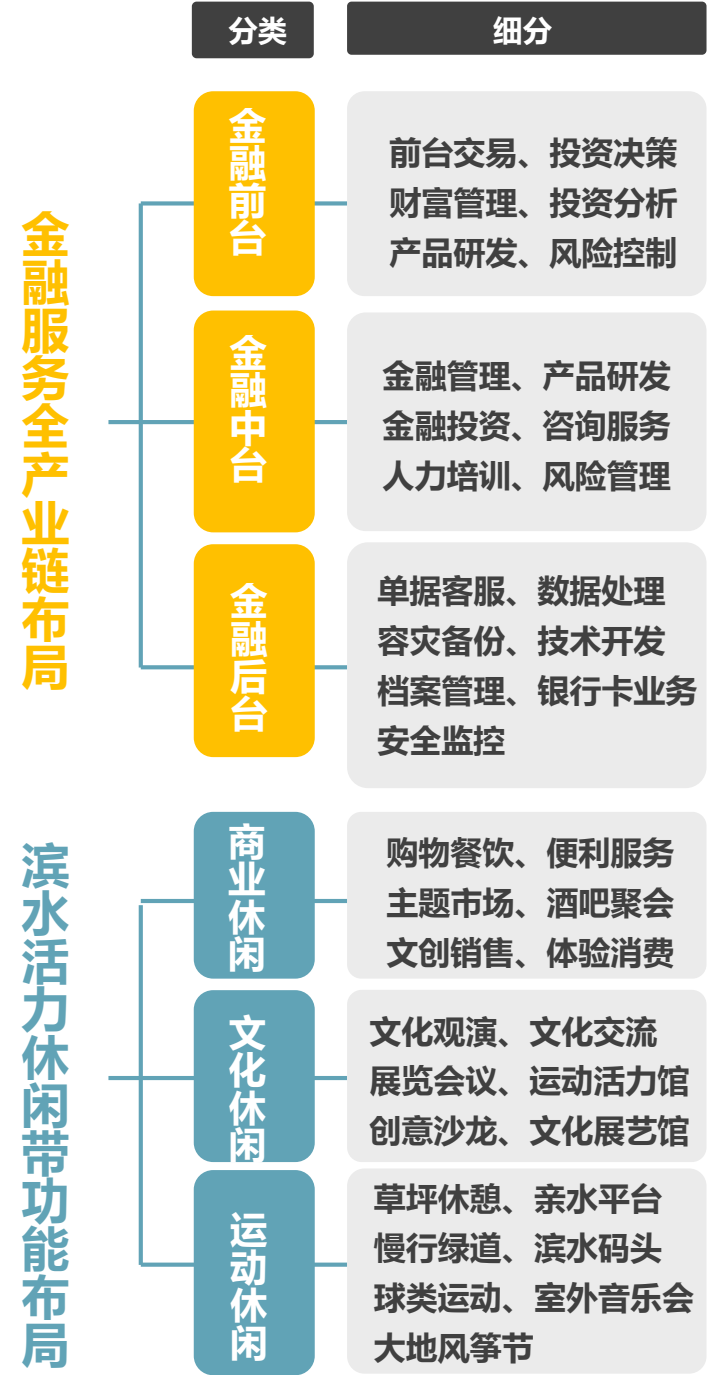 分类
细分
金融服务全产业链布局
金融前台
前台交易、投资决策
财富管理、投资分析
产品研发、风险控制
金融中台
金融管理、产品研发
金融投资、咨询服务
人力培训、风险管理
金融后台
单据客服、数据处理
容灾备份、技术开发
档案管理、银行卡业务
安全监控
滨水活力休闲带功能布局
商业休闲
购物餐饮、便利服务
主题市场、酒吧聚会
文创销售、体验消费
文化休闲
文化观演、文化交流
展览会议、运动活力馆
创意沙龙、文化展艺馆
运动休闲
草坪休憩、亲水平台
慢行绿道、滨水码头
球类运动、室外音乐会
大地风筝节